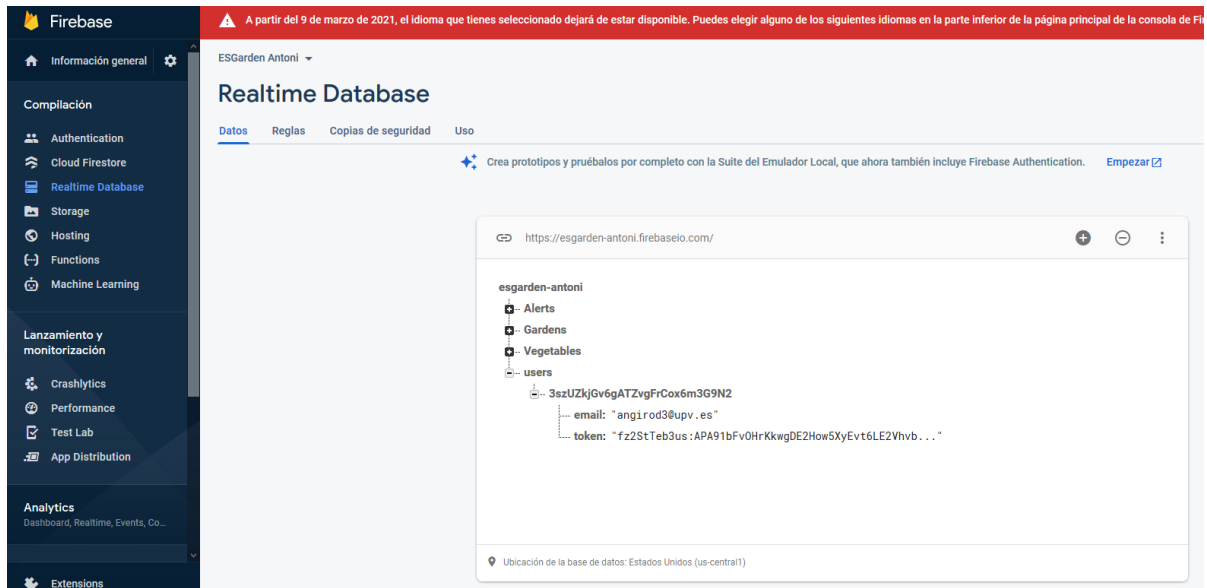 Firebase
Información general
Compilación
Authentication
Cloud Firestore
Realtime Database
Storage
Hosting
Functions
Machine Learning
Lanzamiento y
monitorización
Crashlytics
Performance
Test Lab
App Distribution
Analytics
Dashboard, Realtime, Events, Co...
Extensions
A partir del 9 de marzo de 2021, el idioma que tienes seleccionado dejará de estar disponible. Puedes elegir alguno de los siguientes idiomas en la parte inferior de la página principal de la consola de Fi
ESGarden Antoni
Realtime Database
Datos Reglas Copias de seguridad Uso
Crea prototipos y pruébalos por completo con la Suite del Emulador Local, que ahora también incluye Firebase Authentication. Empezar
https://esgarden-antoni.firebaseio.com/
esgarden-antoni
Alerts
Gardens
Vegetables
users
3szUZkjGv6gATZvgFrCox6m3G9N2
email: "angirod3@upv.es"
token: "fz2StTeb3us:APA91bFvOHrKkwgDE2How5XyEvt6LE2Vhvb..."
Ubicación de la base de datos: Estados Unidos (us-central1)